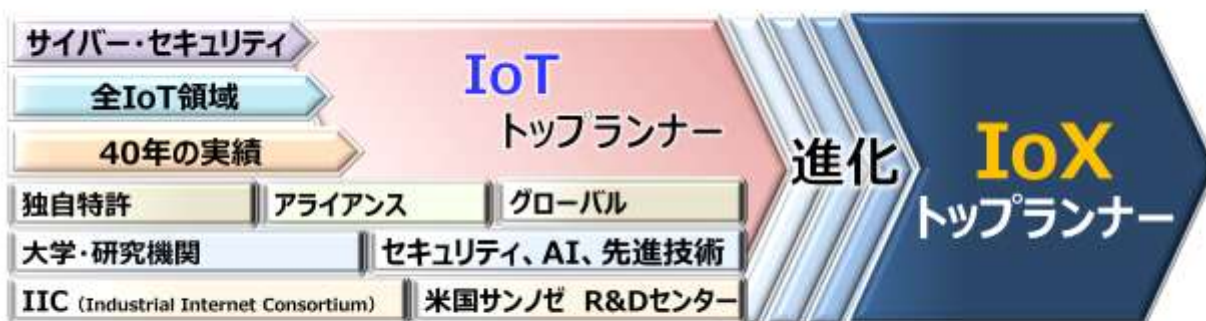 サイバー・セキュリティ
全IoT領域
40年の実績
IoT
トップランナー
進化
IoX
トップランナー
独自特許
アライアンス
グローバル
大学・研究機関
セキュリティ、AI、先進技術
IIC (Industrial Internet Consortium)
米国サンノゼ R&Dセンター